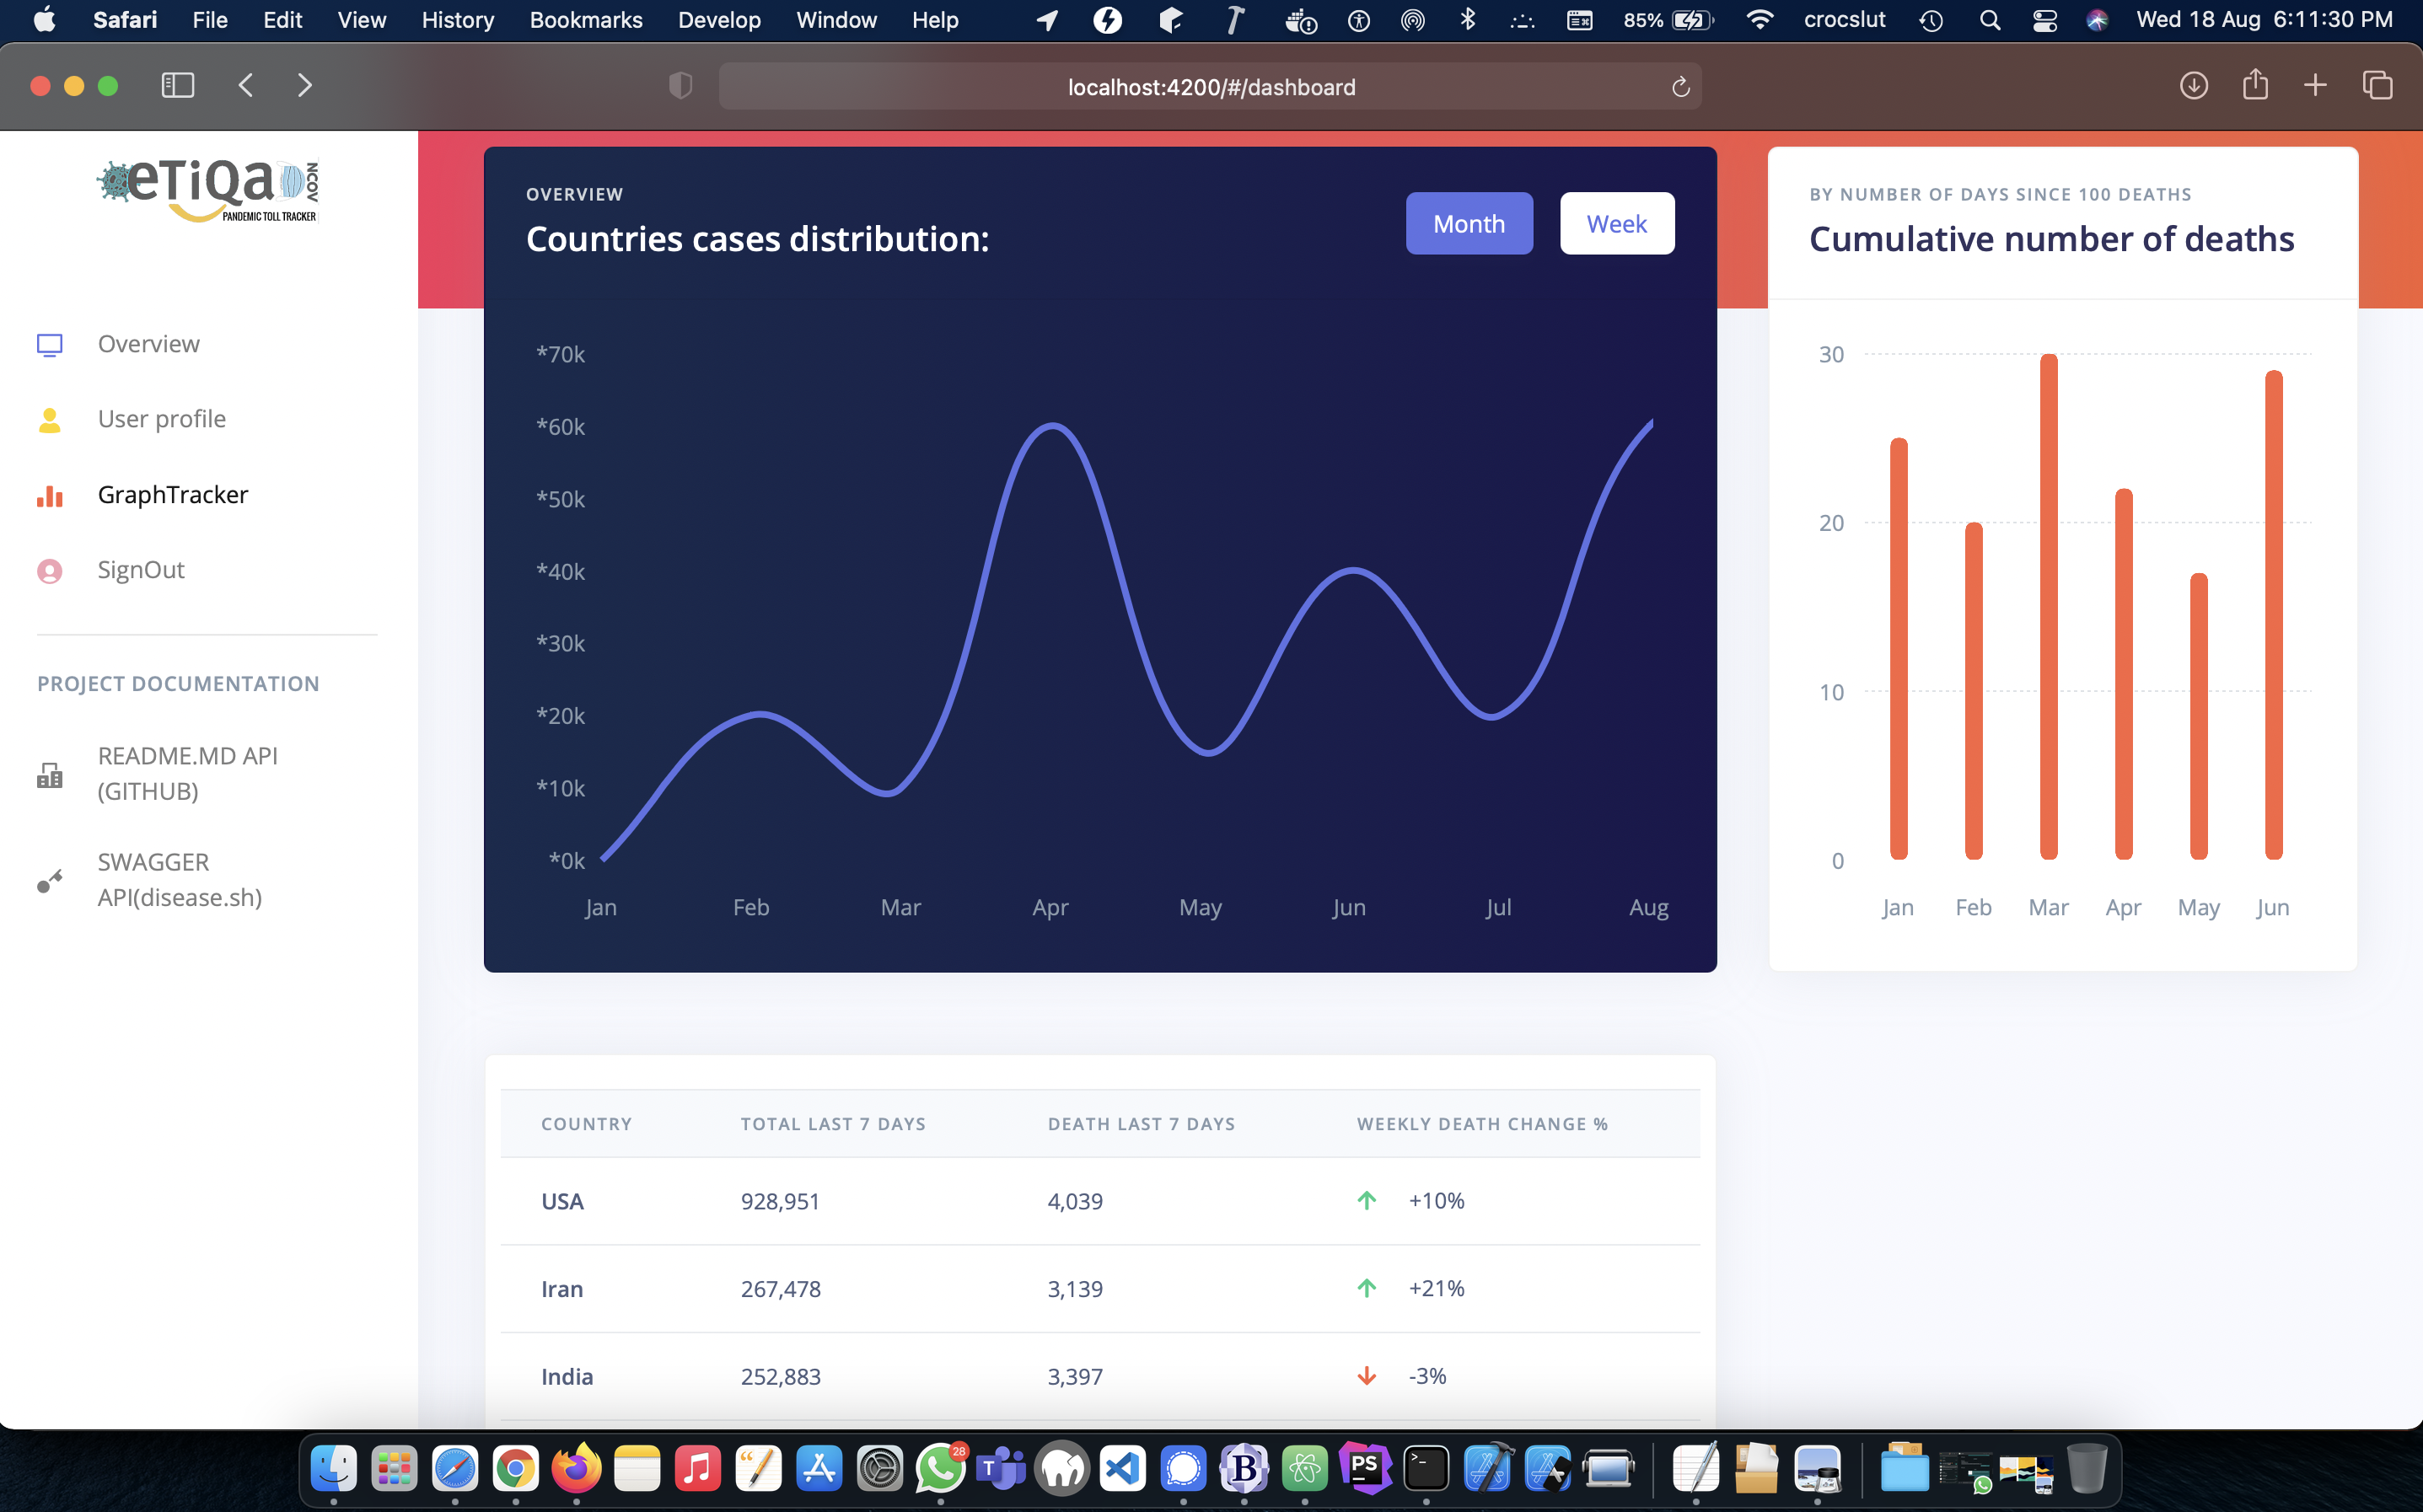 Safari File Edit View History Bookmarks Develop Window Help 85% crocslut Wed 18 Aug 6:11:30 PM
localhost:4200/#/dashboard
eTiQa NCOV
PANDEMIC TOLL TRACKER
Overview
User profile
GraphTracker
SignOut
PROJECT DOCUMENTATION
README.MD API
(GITHUB)
SWAGGER
API(disease.sh)
OVERVIEW
Countries cases distribution:
Month Week
*70k
*60k
*50k
*40k
*30k
*20k
*10k
*0k
Jan Feb Mar Apr May Jun Jul Aug
BY NUMBER OF DAYS SINCE 100 DEATHS
Cumulative number of deaths
30
20
10
0
Jan Feb Mar Apr May Jun
COUNTRY TOTAL LAST 7 DAYS DEATH LAST 7 DAYS WEEKLY DEATH CHANGE %
USA 928,951 4,039 +10%
Iran 267,478 3,139 +21%
India 252,883 3,397 -3%
28
T
B
PS